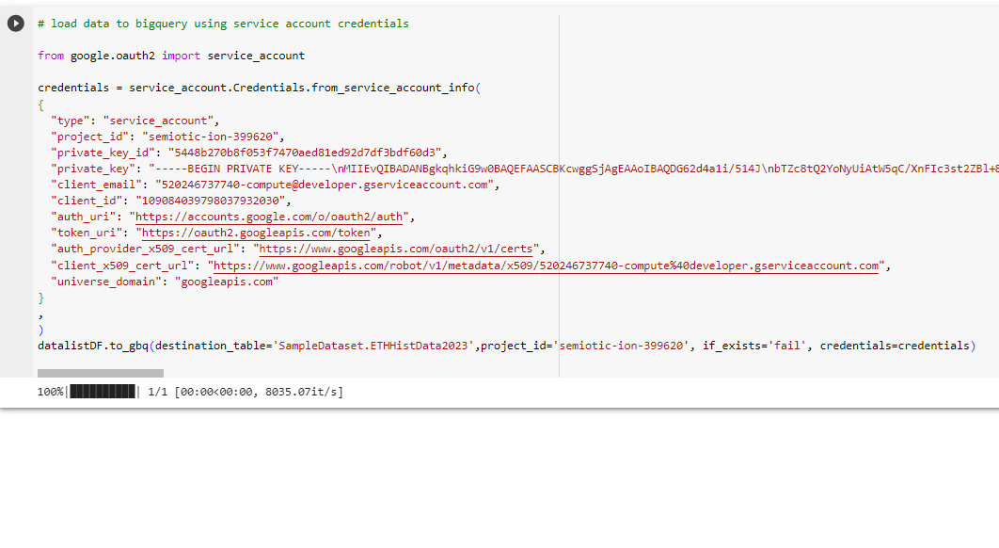 # load data to bigquery using service account credentials
from google.oauth2 import service_account
credentials = service_account.Credentials.from_service_account_info(
{
"type": "service_account",
"project_id": "semiotic-ion-399620",
"private_key_id": "5448b270b8f053f7470aed81ed92d7df3bdf60d3",
"private_key": "-----BEGIN PRIVATE KEY-----\nMIIEvQIBADANBgkqhkiG9w0BAQEFAASCBKcwggSjAgEAAoIBAQDG62d4a1i/514J\nbTZc8tQ2YoNyUiAtW5qC/XnFIc3st2ZBl+8
"client_email": "520246737740-compute@developer.gserviceaccount.com",
"client_id": "109084039798037932030",
"auth_uri": "https://accounts.google.com/o/oauth2/auth",
"token_uri": "https://oauth2.googleapis.com/token",
"auth_provider_x509_cert_url": "https://www.googleapis.com/oauth2/v1/certs",
"client_x509_cert_url": "https://www.googleapis.com/robot/v1/metadata/x509/520246737740-compute%40developer.gserviceaccount.com",
"universe_domain": "googleapis.com"
}
,
)
datalistDF.to_gbq(destination_table='SampleDataset.ETHHistData2023',project_id='semiotic-ion-399620', if_exists='fail', credentials=credentials)
100%|██████████| 1/1 [00:00<00:00, 8035.07it/s]